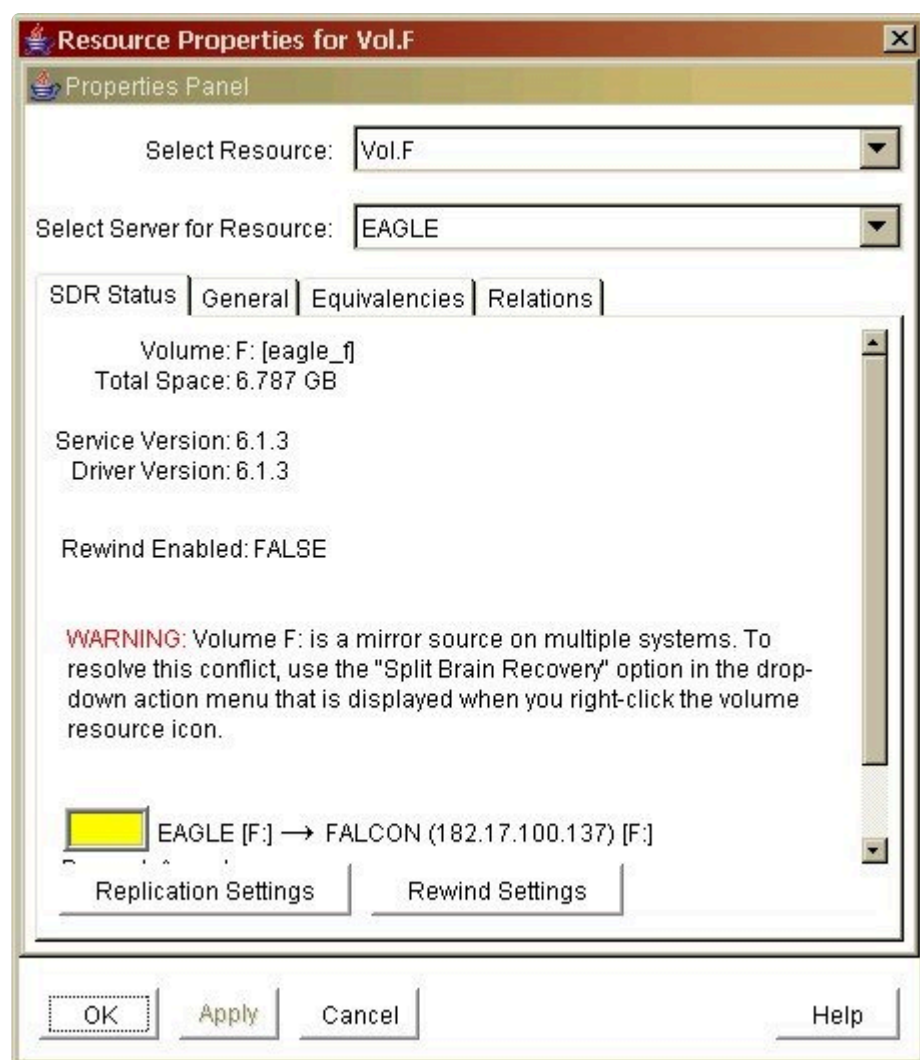 Resource Properties for Vol.F
Properties Panel
Select Resource: Vol.F
Select Server for Resource: EAGLE
SDR Status General Equivalencies Relations
Volume: F: [eagle_f]
Total Space: 6.787 GB
Service Version: 6.1.3
Driver Version: 6.1.3
Rewind Enabled: FALSE
WARNING: Volume F: is a mirror source on multiple systems. To
resolve this conflict, use the "Split Brain Recovery" option in the drop-
down action menu that is displayed when you right-click the volume
resource icon.
EAGLE [F:] → FALCON (182.17.100.137) [F:]
Replication Settings Rewind Settings
OK Apply Cancel Help